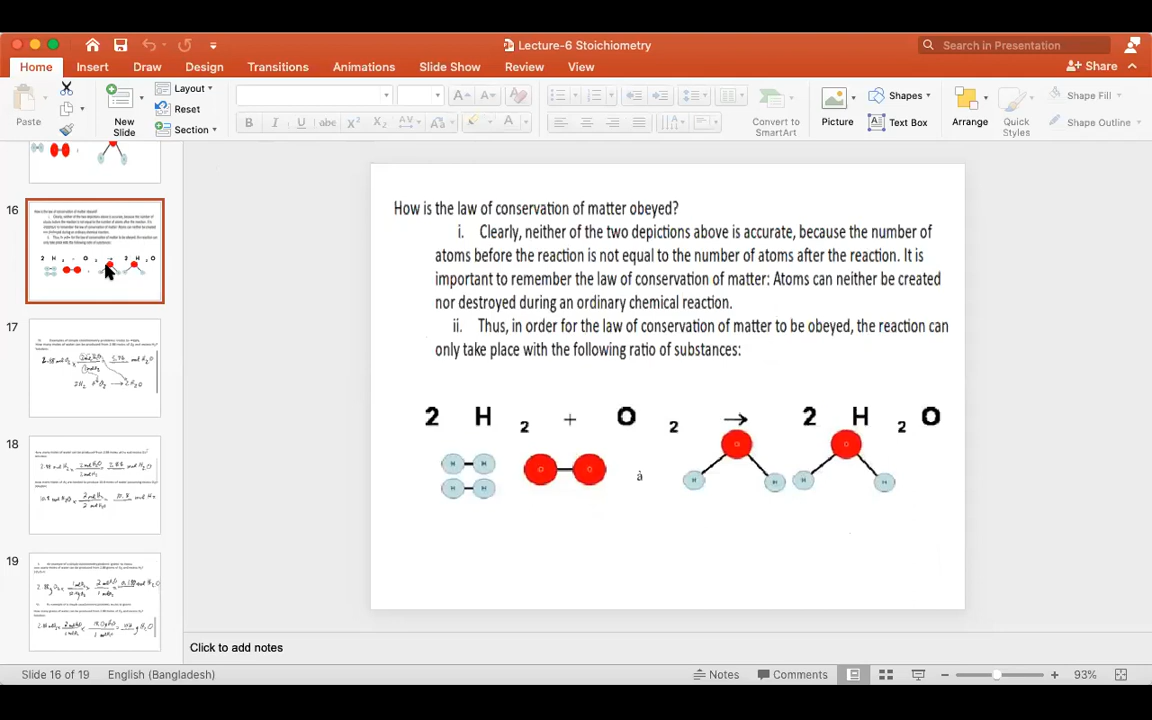 Lecture-6 Stoichiometry
Search in Presentation
Home Insert Draw Design Transitions Animations Slide Show Review View
Share
Paste
New Slide
Layout
Reset
Section
B I U abc X² X₂ AV Aa A
Convert to SmartArt
Picture
Shapes
Text Box
Arrange
Quick Styles
Shape Fill
Shape Outline
16
17
18
19
How is the law of conservation of matter obeyed?
i. Clearly, neither of the two depictions above is accurate, because the number of
atoms before the reaction is not equal to the number of atoms after the reaction. It is
important to remember the law of conservation of matter: Atoms can neither be created
nor destroyed during an ordinary chemical reaction.
ii. Thus, in order for the law of conservation of matter to be obeyed, the reaction can
only take place with the following ratio of substances:
2 H 2 + O 2 → 2 H 2 O
H H O O à O O
H H H H H H
Click to add notes
Slide 16 of 19 English (Bangladesh) Notes Comments 93%